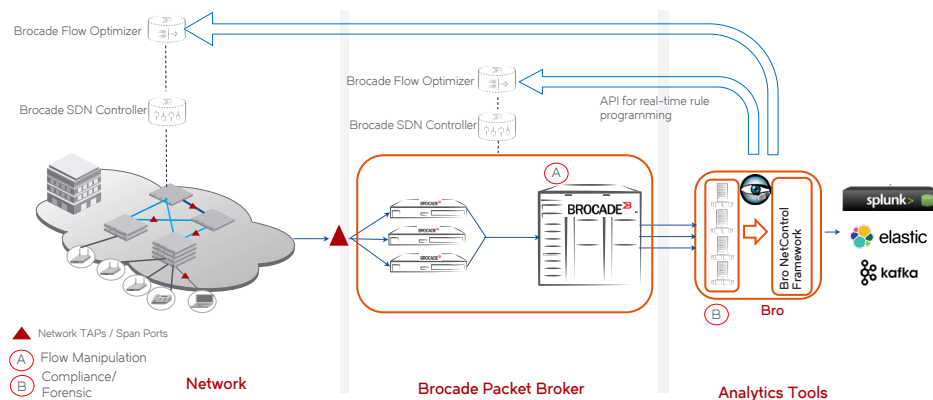 Brocade Flow Optimizer
Brocade SDN Controller
Brocade Flow Optimizer
Brocade SDN Controller
API for real-time rule
programming
A
BROCADE
BROCADE
BROCADE
BROCADE
Bro NetControl
Framework
B
Bro
splunk>
elastic
kafka
Network TAPs / Span Ports
A Flow Manipulation
B Compliance/
Forensic
Network
Brocade Packet Broker
Analytics Tools